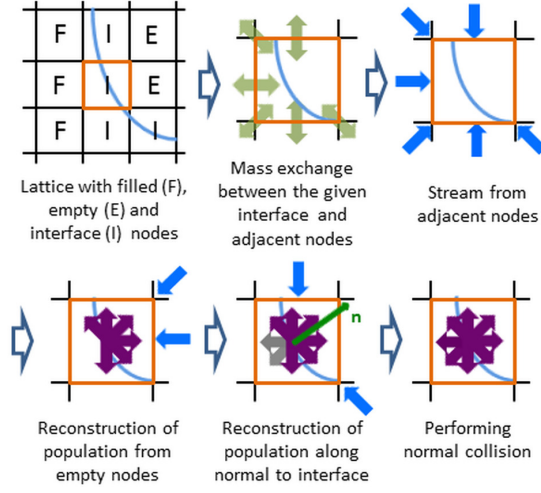 F I E
F I E
F I I
Lattice with filled (F),
empty (E) and
interface (I) nodes
Mass exchange
between the given
interface and
adjacent nodes
Stream from
adjacent nodes
n
Reconstruction of
population from
empty nodes
Reconstruction of
population along
normal to interface
Performing
normal collision